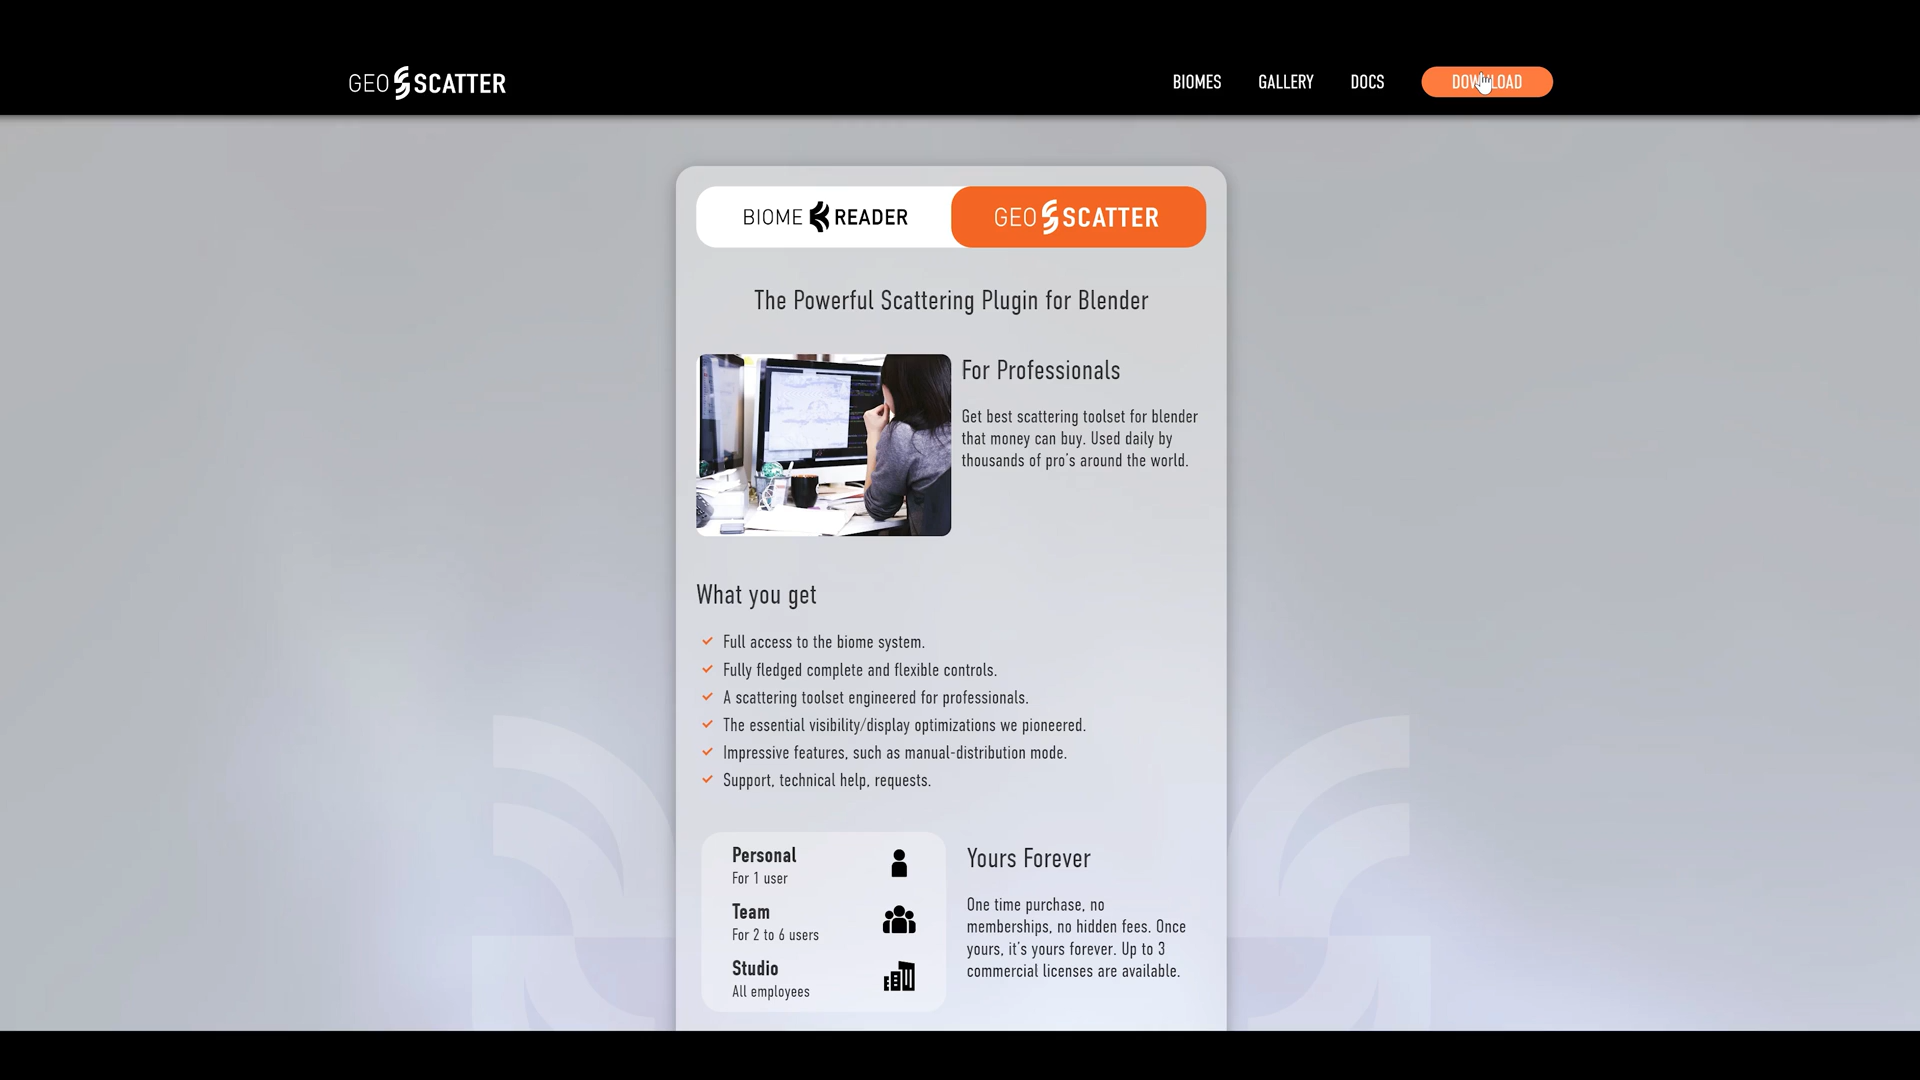 GEO SCATTER
BIOMES
GALLERY
DOCS
DOWNLOAD
BIOME READER
GEO SCATTER
The Powerful Scattering Plugin for Blender
For Professionals
Get best scattering toolset for blender
that money can buy. Used daily by
thousands of pro's around the world.
What you get
Full access to the biome system.
Fully fledged complete and flexible controls.
A scattering toolset engineered for professionals.
The essential visibility/display optimizations we pioneered.
Impressive features, such as manual-distribution mode.
Support, technical help, requests.
Personal
For 1 user
Team
For 2 to 6 users
Studio
All employees
Yours Forever
One time purchase, no
memberships, no hidden fees. Once
yours, it's yours forever. Up to 3
commercial licenses are available.